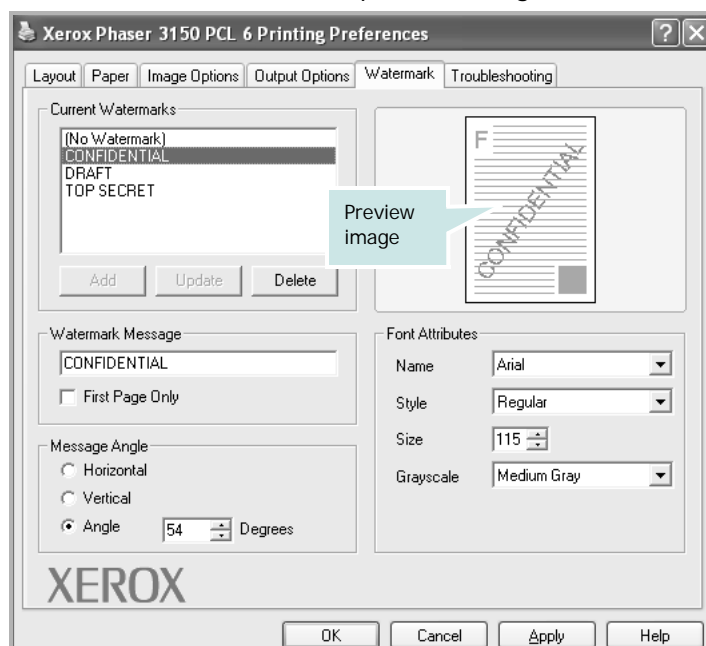 Xerox Phaser 3150 PCL 6 Printing Preferences
Layout Paper Image Options Output Options Watermark Troubleshooting
Current Watermarks
(No Watermark)
CONFIDENTIAL
DRAFT
TOP SECRET
Add Update Delete
F
CONFIDENTIAL
Preview
image
Watermark Message
CONFIDENTIAL
First Page Only
Message Angle
Horizontal
Vertical
Angle 54 Degrees
Font Attributes
Name Arial
Style Regular
Size 115
Grayscale Medium Gray
XEROX
OK Cancel Apply Help